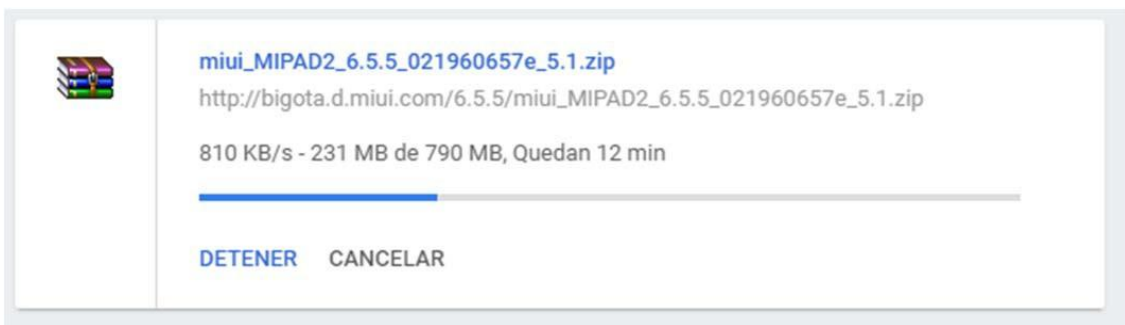 miui_MIPAD2_6.5.5_021960657e_5.1.zip
http://bigota.d.miui.com/6.5.5/miui_MIPAD2_6.5.5_021960657e_5.1.zip
810 KB/s - 231 MB de 790 MB, Quedan 12 min
DETENER CANCELAR